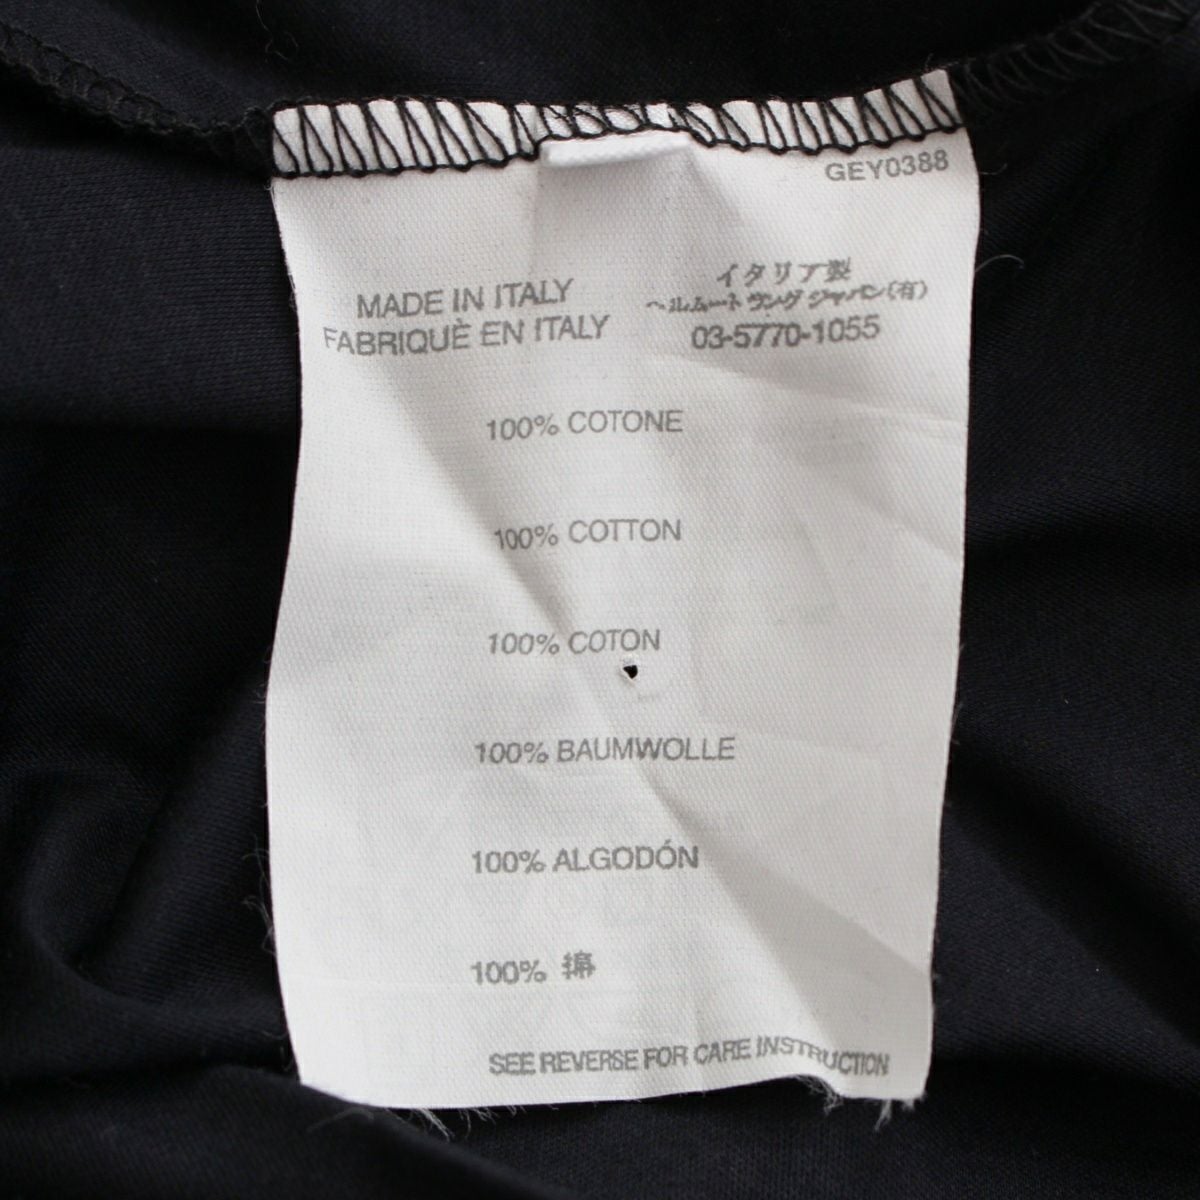 GEY0388
MADE IN ITALY
FABRIQUÈ EN ITALY
イタリア製
ヘルムート ラング ジャパン(有)
03-5770-1055
100% COTONE
100% COTTON
100% COTON
100% BAUMWOLLE
100% ALGODÓN
100% 綿
SEE REVERSE FOR CARE INSTRUCTION